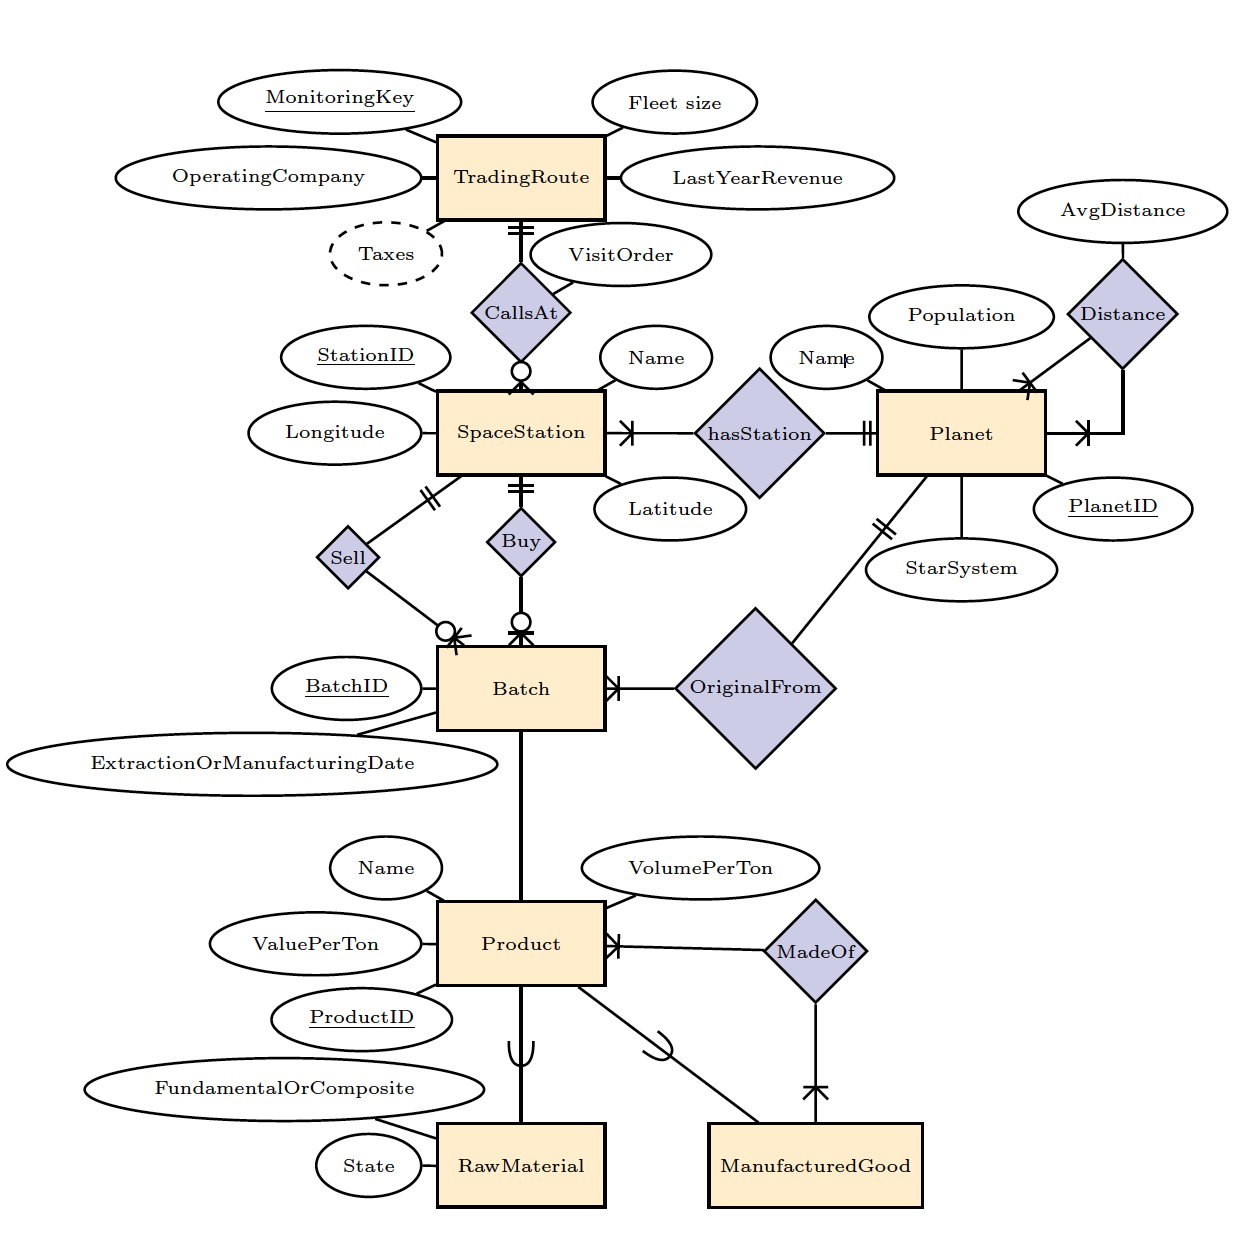 MonitoringKey
Fleet size
OperatingCompany
TradingRoute
LastYearRevenue
AvgDistance
Taxes
VisitOrder
CallsAt
Population
Distance
StationID
Name
Name
Longitude
SpaceStation
hasStation
Planet
Latitude
PlanetID
Sell
Buy
StarSystem
BatchID
Batch
OriginalFrom
ExtractionOrManufacturingDate
Name
VolumePerTon
ValuePerTon
Product
MadeOf
ProductID
FundamentalOrComposite
State
RawMaterial
ManufacturedGood